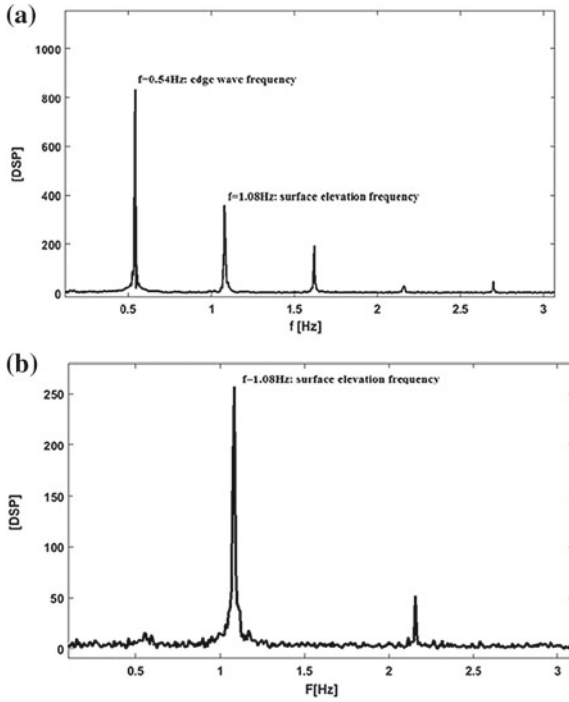 (a)
1000
800
600
400
200
0
[DSP]
f=0.54Hz: edge wave frequency
f=1.08Hz: surface elevation frequency
0.5 1 1.5 2 2.5 3
f [Hz]
(b)
250
200
150
100
50
0
[DSP]
f=1.08Hz: surface elevation frequency
0.5 1 1.5 2 2.5 3
F[Hz]